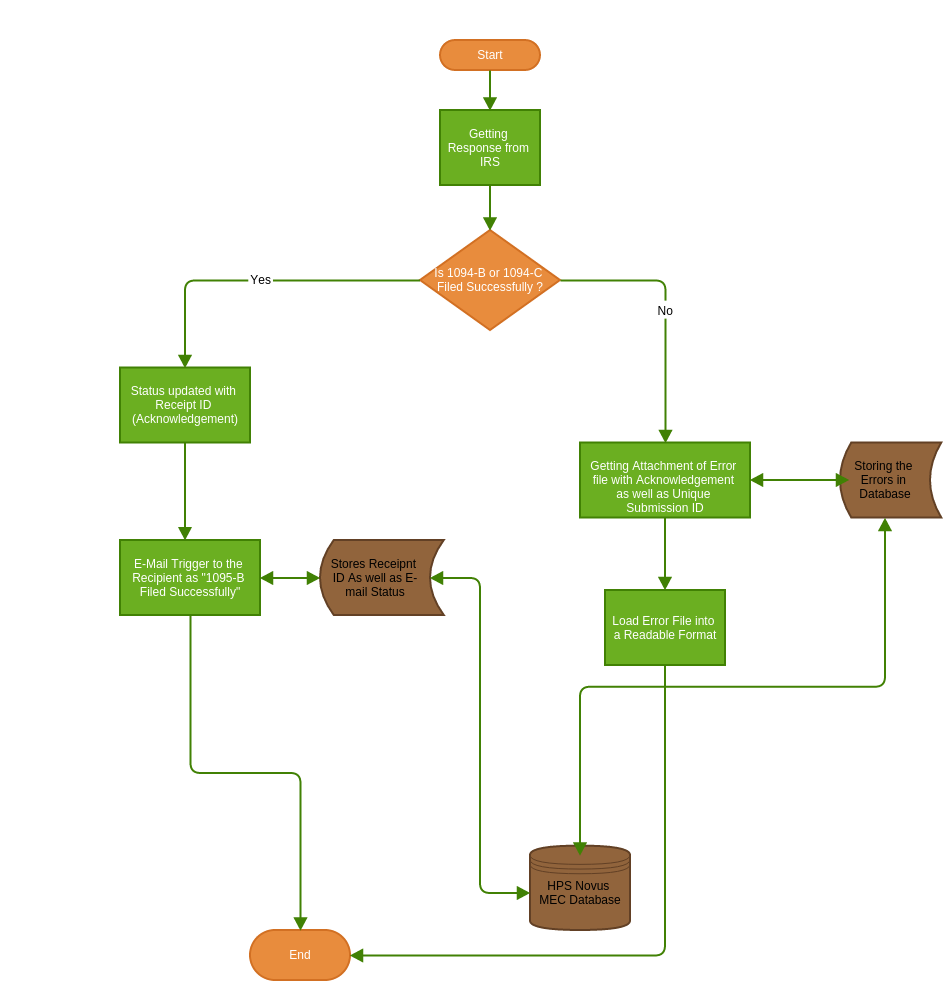 Start
Getting
Response from
IRS
Is 1094-B or 1094-C
Filed Successfully ?
Yes
No
Status updated with
Receipt ID
(Acknowledgement)
Getting Attachment of Error
file with Acknowledgement
as well as Unique
Submission ID
Storing the
Errors in
Database
E-Mail Trigger to the
Recipient as "1095-B
Filed Successfully"
Stores Receipnt
ID As well as E-
mail Status
Load Error File into
a Readable Format
HPS Novus
MEC Database
End